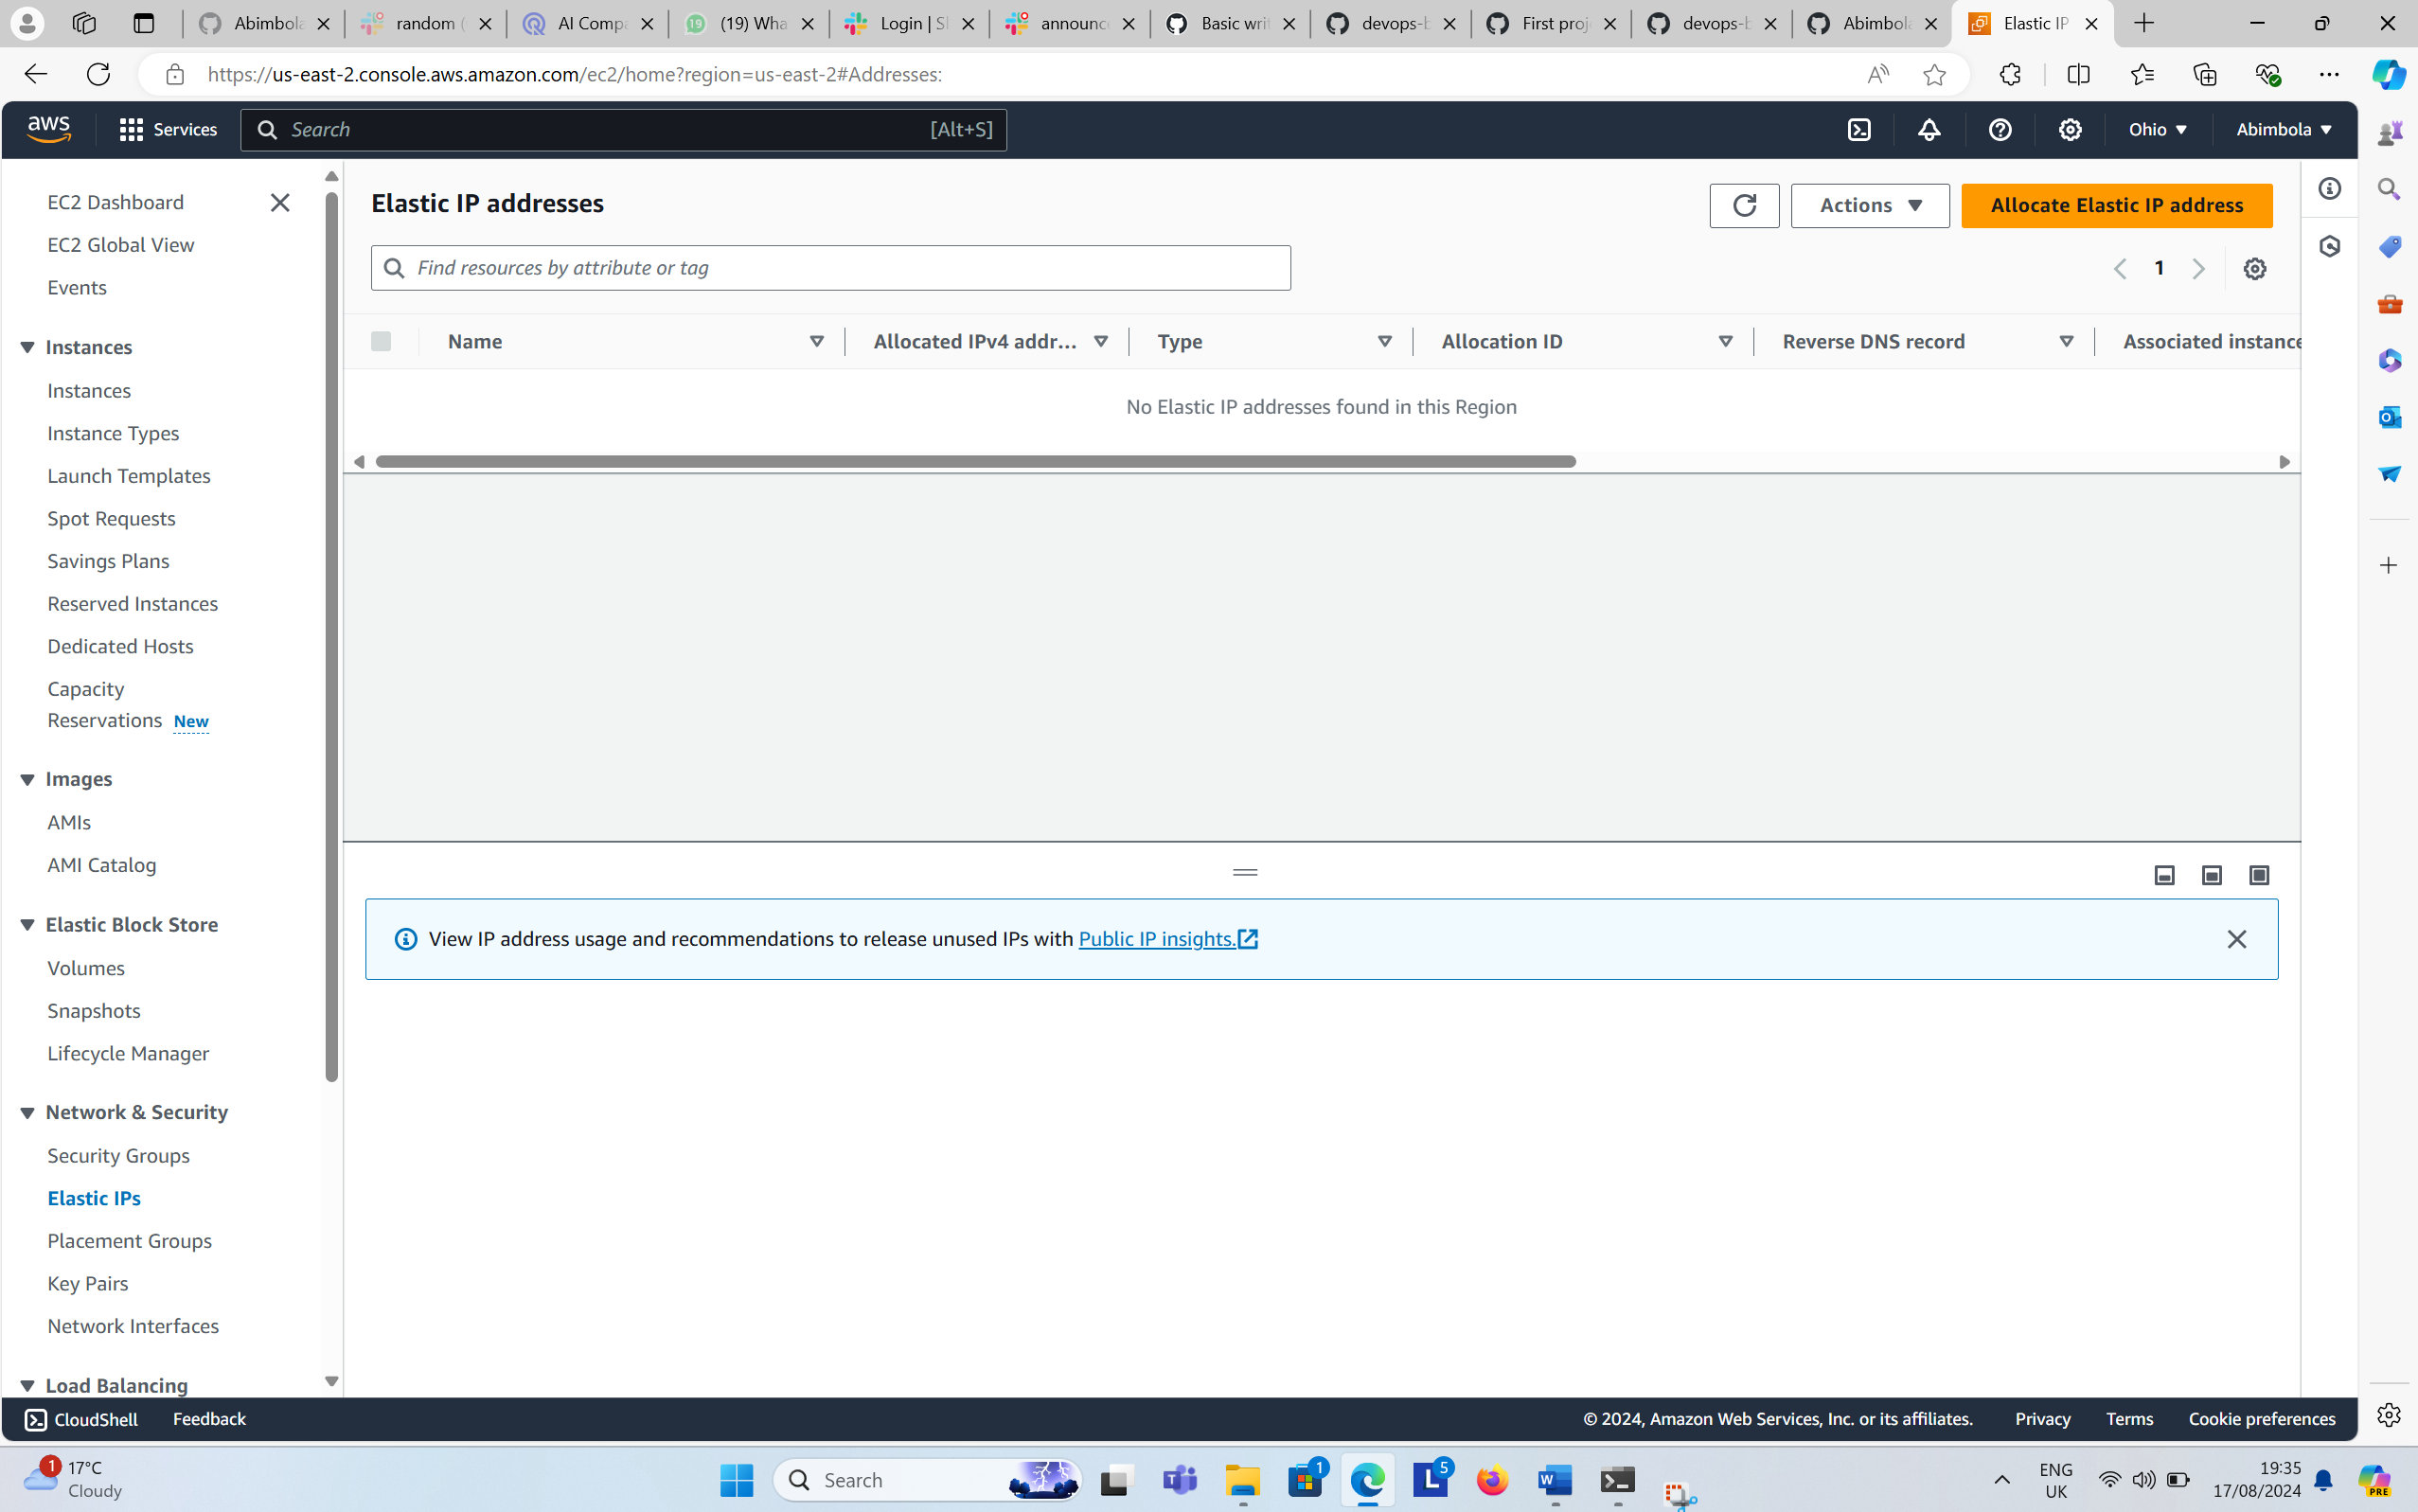 Abimbola
random (
AI Compa
(19) Wha
Login | Sl
announce
Basic writ
devops-b
First proj
devops-b
Abimbola
Elastic IP
https://us-east-2.console.aws.amazon.com/ec2/home?region=us-east-2#Addresses:
aws
Services
Search
[Alt+S]
Ohio
Abimbola
EC2 Dashboard
EC2 Global View
Events
Instances
Instances
Instance Types
Launch Templates
Spot Requests
Savings Plans
Reserved Instances
Dedicated Hosts
Capacity
Reservations New
Images
AMIs
AMI Catalog
Elastic Block Store
Volumes
Snapshots
Lifecycle Manager
Network & Security
Security Groups
Elastic IPs
Placement Groups
Key Pairs
Network Interfaces
Load Balancing
Elastic IP addresses
Actions
Allocate Elastic IP address
Find resources by attribute or tag
1
Name
Allocated IPv4 addr...
Type
Allocation ID
Reverse DNS record
Associated instance
No Elastic IP addresses found in this Region
View IP address usage and recommendations to release unused IPs with Public IP insights.
CloudShell
Feedback
© 2024, Amazon Web Services, Inc. or its affiliates.
Privacy
Terms
Cookie preferences
1
17°C
Cloudy
Search
1
5
ENG
UK
19:35
17/08/2024
PRE